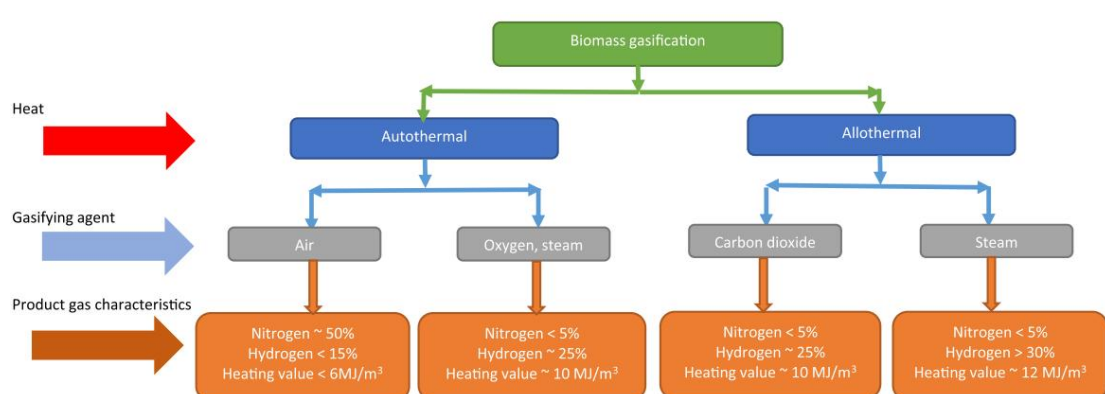 Biomass gasification
Heat
Autothermal
Allothermal
Gasifying agent
Air
Oxygen, steam
Carbon dioxide
Steam
Product gas characteristics
Nitrogen ~ 50%
Hydrogen < 15%
Heating value < 6MJ/m³
Nitrogen < 5%
Hydrogen ~ 25%
Heating value ~ 10 MJ/m³
Nitrogen < 5%
Hydrogen ~ 25%
Heating value ~ 10 MJ/m³
Nitrogen < 5%
Hydrogen > 30%
Heating value ~ 12 MJ/m³